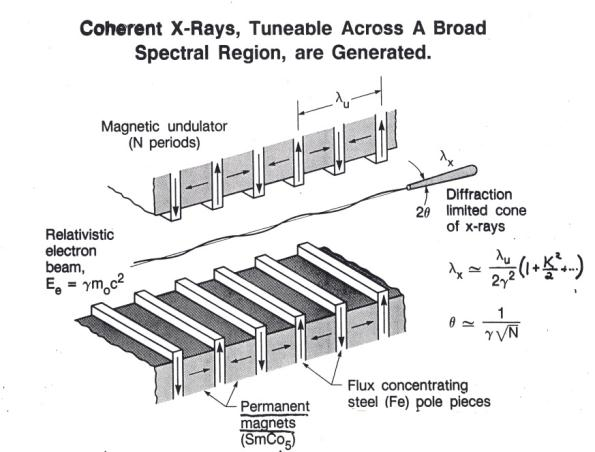 Coherent X-Rays, Tuneable Across A Broad
Spectral Region, are Generated.
λu
Magnetic undulator
(N periods)
λx
2θ
Diffraction
limited cone
of x-rays
Relativistic
electron
beam,
Ee = γmoc²
λx ≃ λu/2γ² (1 + K²/2 + ...)
θ ≃ 1/γ√N
Flux concentrating
steel (Fe) pole pieces
Permanent
magnets
(SmCo5)